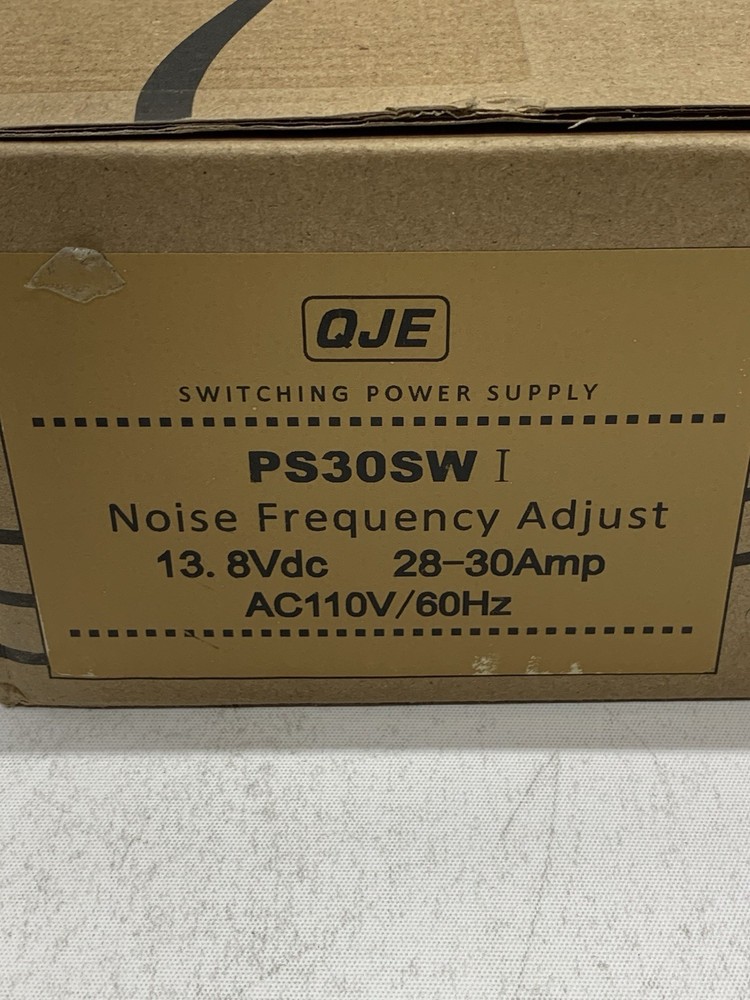 QJE
SWITCHING POWER SUPPLY
PS30SW I
Noise Frequency Adjust
13.8Vdc 28-30Amp
AC110V/60Hz